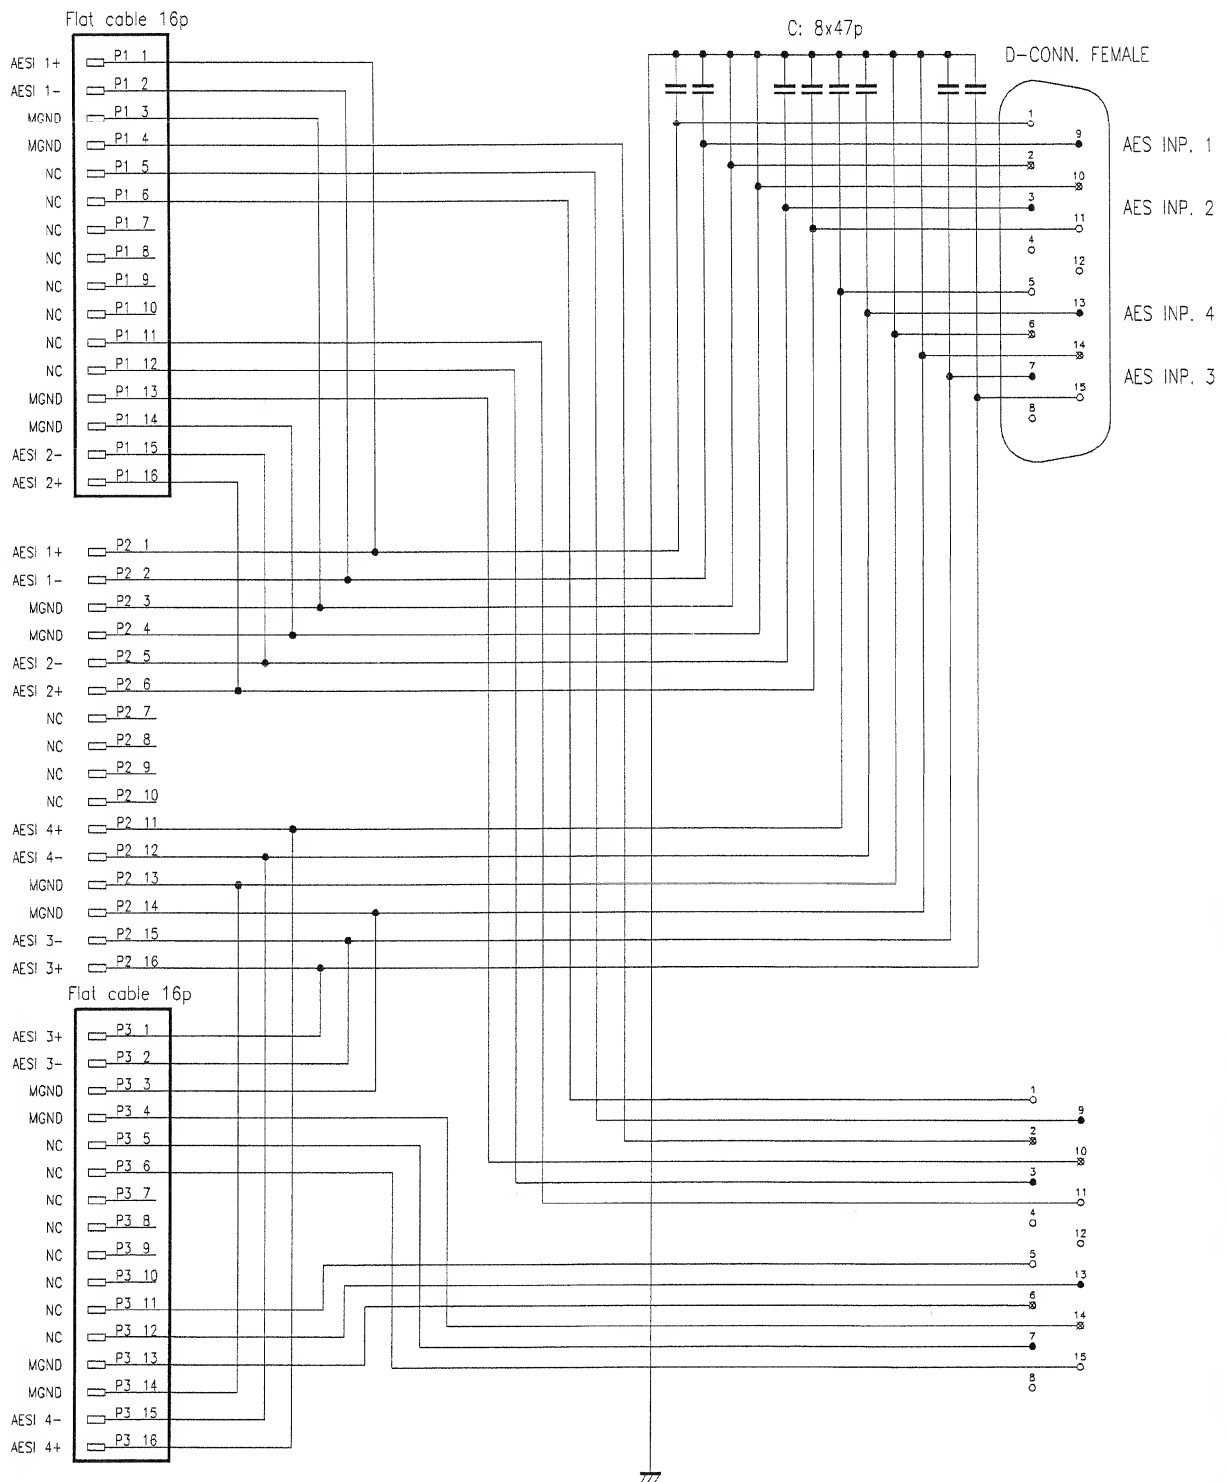 Flat cable 16p
C: 8x47p
D-CONN. FEMALE
AESI 1+ P1 1
AESI 1- P1 2
MGND P1 3
MGND P1 4
NC P1 5
NC P1 6
NC P1 7
NC P1 8
NC P1 9
NC P1 10
NC P1 11
NC P1 12
MGND P1 13
MGND P1 14
AESI 2- P1 15
AESI 2+ P1 16
1
9
AES INP. 1
2
10
3
AES INP. 2
11
4
12
5
13
AES INP. 4
6
14
7
AES INP. 3
15
8
AESI 1+ P2 1
AESI 1- P2 2
MGND P2 3
MGND P2 4
AESI 2- P2 5
AESI 2+ P2 6
NC P2 7
NC P2 8
NC P2 9
NC P2 10
AESI 4+ P2 11
AESI 4- P2 12
MGND P2 13
MGND P2 14
AESI 3- P2 15
AESI 3+ P2 16
Flat cable 16p
AESI 3+ P3 1
AESI 3- P3 2
MGND P3 3
MGND P3 4
NC P3 5
NC P3 6
NC P3 7
NC P3 8
NC P3 9
NC P3 10
NC P3 11
NC P3 12
MGND P3 13
MGND P3 14
AESI 4- P3 15
AESI 4+ P3 16
1
9
2
10
3
11
4
12
5
13
6
14
7
15
8